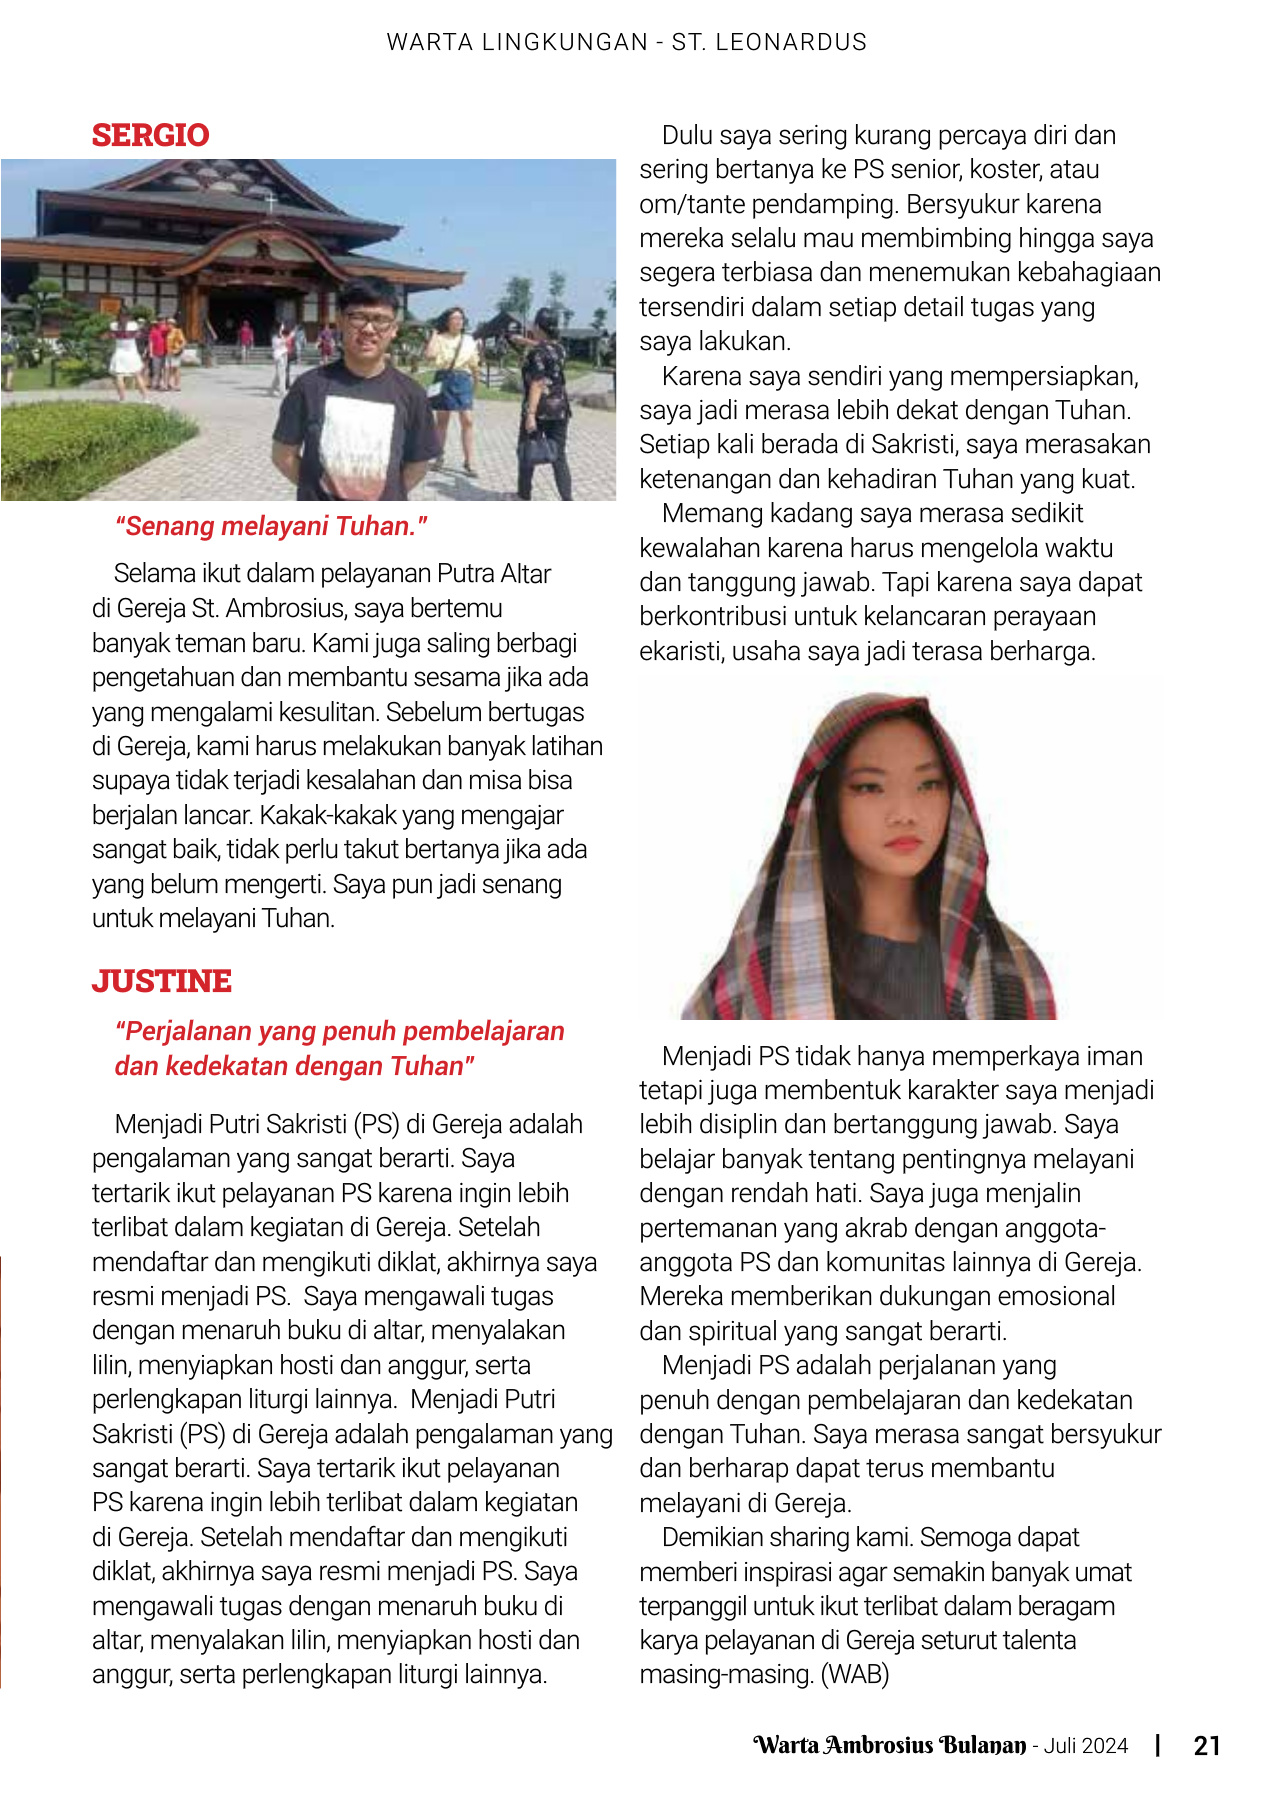 WARTA LINGKUNGAN - ST. LEONARDUS
SERGIO
“Senang melayani Tuhan.”
Selama ikut dalam pelayanan Putra Altar
di Gereja St. Ambrosius, saya bertemu
banyak teman baru. Kami juga saling berbagi
pengetahuan dan membantu sesama jika ada
yang mengalami kesulitan. Sebelum bertugas
di Gereja, kami harus melakukan banyak latihan
supaya tidak terjadi kesalahan dan misa bisa
berjalan lancar. Kakak-kakak yang mengajar
sangat baik, tidak perlu takut bertanya jika ada
yang belum mengerti. Saya pun jadi senang
untuk melayani Tuhan.
JUSTINE
“Perjalanan yang penuh pembelajaran
dan kedekatan dengan Tuhan”
Menjadi Putri Sakristi (PS) di Gereja adalah
pengalaman yang sangat berarti. Saya
tertarik ikut pelayanan PS karena ingin lebih
terlibat dalam kegiatan di Gereja. Setelah
mendaftar dan mengikuti diklat, akhirnya saya
resmi menjadi PS.  Saya mengawali tugas
dengan menaruh buku di altar, menyalakan
lilin, menyiapkan hosti dan anggur, serta
perlengkapan liturgi lainnya.  Menjadi Putri
Sakristi (PS) di Gereja adalah pengalaman yang
sangat berarti. Saya tertarik ikut pelayanan
PS karena ingin lebih terlibat dalam kegiatan
di Gereja. Setelah mendaftar dan mengikuti
diklat, akhirnya saya resmi menjadi PS. Saya
mengawali tugas dengan menaruh buku di
altar, menyalakan lilin, menyiapkan hosti dan
anggur, serta perlengkapan liturgi lainnya.
Dulu saya sering kurang percaya diri dan
sering bertanya ke PS senior, koster, atau
om/tante pendamping. Bersyukur karena
mereka selalu mau membimbing hingga saya
segera terbiasa dan menemukan kebahagiaan
tersendiri dalam setiap detail tugas yang
saya lakukan.
Karena saya sendiri yang mempersiapkan,
saya jadi merasa lebih dekat dengan Tuhan.
Setiap kali berada di Sakristi, saya merasakan
ketenangan dan kehadiran Tuhan yang kuat.
Memang kadang saya merasa sedikit
kewalahan karena harus mengelola waktu
dan tanggung jawab. Tapi karena saya dapat
berkontribusi untuk kelancaran perayaan
ekaristi, usaha saya jadi terasa berharga.
Menjadi PS tidak hanya memperkaya iman
tetapi juga membentuk karakter saya menjadi
lebih disiplin dan bertanggung jawab. Saya
belajar banyak tentang pentingnya melayani
dengan rendah hati. Saya juga menjalin
pertemanan yang akrab dengan anggota-
anggota PS dan komunitas lainnya di Gereja.
Mereka memberikan dukungan emosional
dan spiritual yang sangat berarti.
Menjadi PS adalah perjalanan yang
penuh dengan pembelajaran dan kedekatan
dengan Tuhan. Saya merasa sangat bersyukur
dan berharap dapat terus membantu
melayani di Gereja.
Demikian sharing kami. Semoga dapat
memberi inspirasi agar semakin banyak umat
terpanggil untuk ikut terlibat dalam beragam
karya pelayanan di Gereja seturut talenta
masing-masing. (WAB)
Warta Ambrosius Bulanan - Juli 2024 | 21